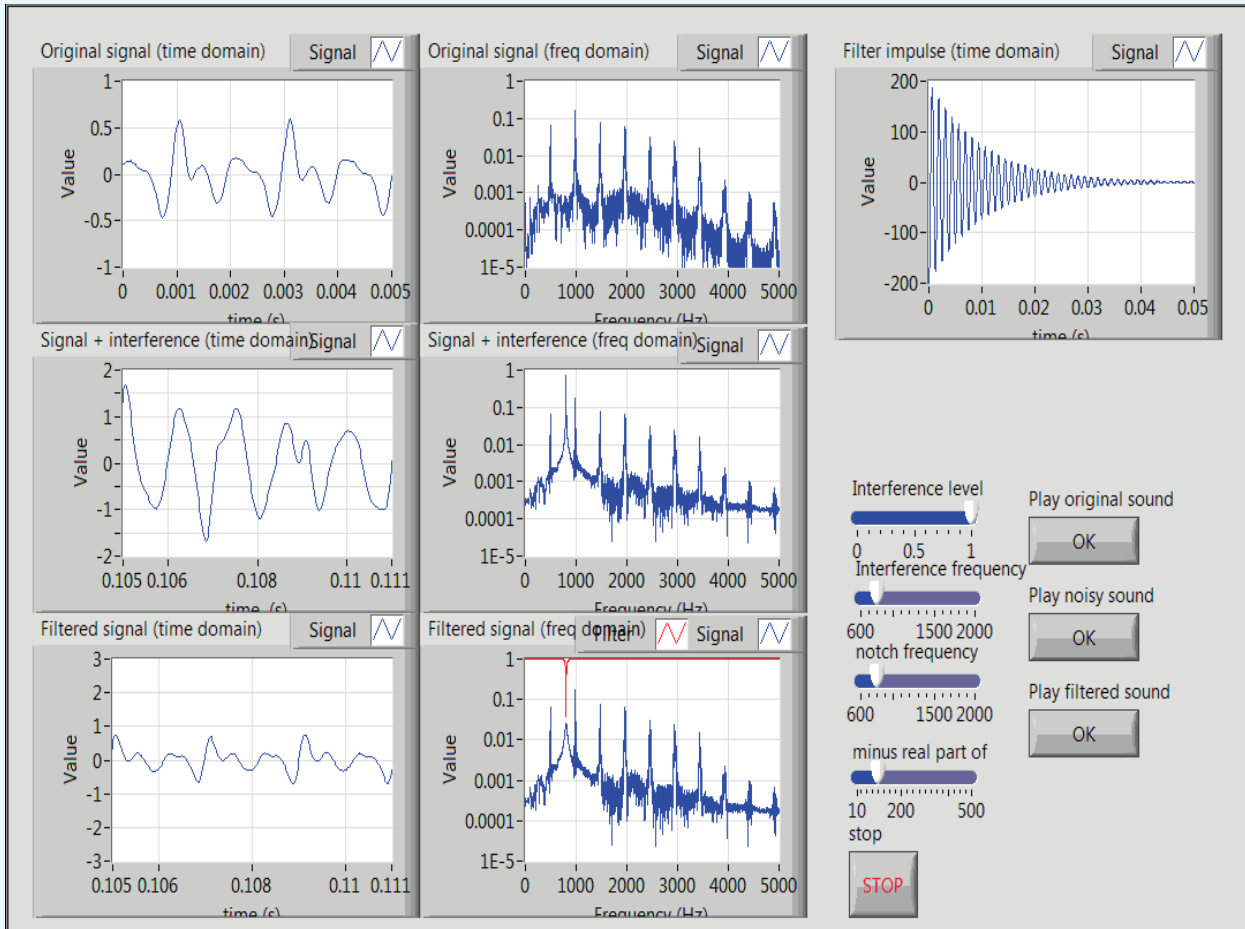 Original signal (time domain)
Signal
1
0.5
0
-0.5
-1
Value
0 0.001 0.002 0.003 0.004 0.005
time (s)
Original signal (freq domain)
Signal
1
0.1
0.01
0.001
0.0001
1E-5
Value
0 1000 2000 3000 4000 5000
Frequency (Hz)
Filter impulse (time domain)
Signal
200
100
0
-100
-200
Value
0 0.01 0.02 0.03 0.04 0.05
time (s)
Signal + interference (time domain)
Signal
2
1
0
-1
-2
Value
0.105 0.106 0.108 0.11 0.111
time (s)
Signal + interference (freq domain)
Signal
1
0.1
0.01
0.001
0.0001
1E-5
Value
0 1000 2000 3000 4000 5000
Frequency (Hz)
Filtered signal (time domain)
Signal
3
2
1
0
-1
-2
-3
Value
0.105 0.106 0.108 0.11 0.111
time (s)
Filtered signal (freq domain)
Filter
Signal
1
0.1
0.01
0.001
0.0001
1E-5
Value
0 1000 2000 3000 4000 5000
Frequency (Hz)
Interference level
0 0.5 1
Interference frequency
600 1500 2000
notch frequency
600 1500 2000
minus real part of
10 200 500
stop
STOP
Play original sound
OK
Play noisy sound
OK
Play filtered sound
OK